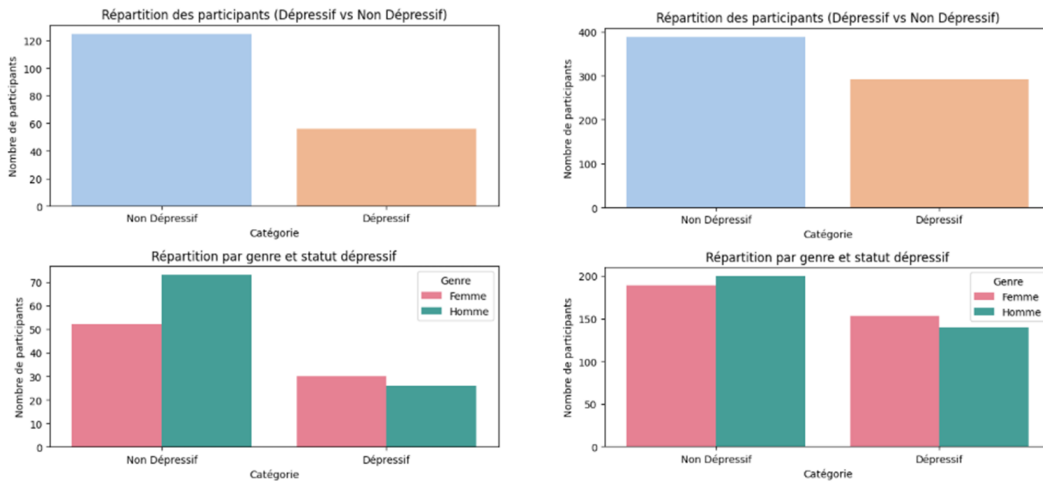 Répartition des participants (Dépressif vs Non Dépressif)
Nombre de participants
120
100
80
60
40
20
0
Non Dépressif
Dépressif
Catégorie
Répartition des participants (Dépressif vs Non Dépressif)
Nombre de participants
400
300
200
100
0
Non Dépressif
Dépressif
Catégorie
Répartition par genre et statut dépressif
Nombre de participants
70
60
50
40
30
20
10
0
Genre
Femme
Homme
Non Dépressif
Dépressif
Catégorie
Répartition par genre et statut dépressif
Nombre de participants
200
150
100
50
0
Genre
Femme
Homme
Non Dépressif
Dépressif
Catégorie